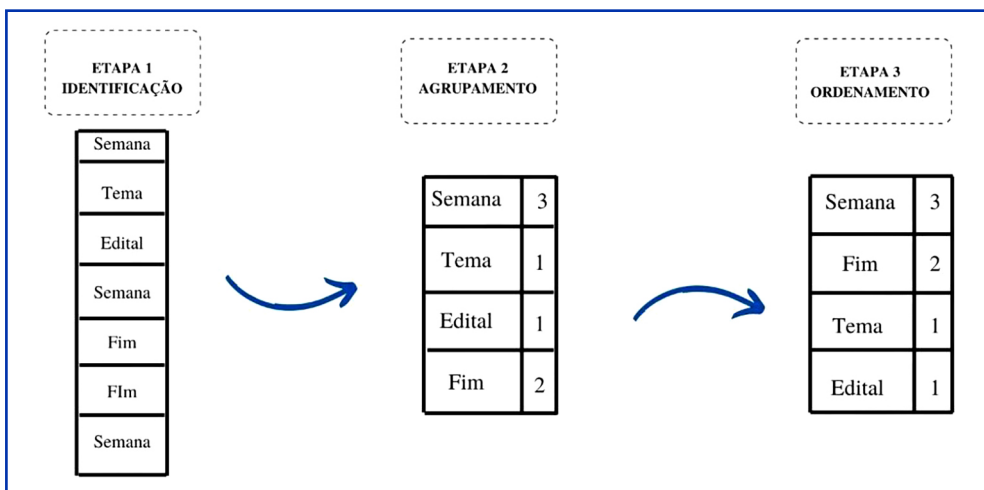 ETAPA 1
IDENTIFICAÇÃO
Semana
Tema
Edital
Semana
Fim
FIm
Semana
ETAPA 2
AGRUPAMENTO
Semana 3
Tema 1
Edital 1
Fim 2
ETAPA 3
ORDENAMENTO
Semana 3
Fim 2
Tema 1
Edital 1